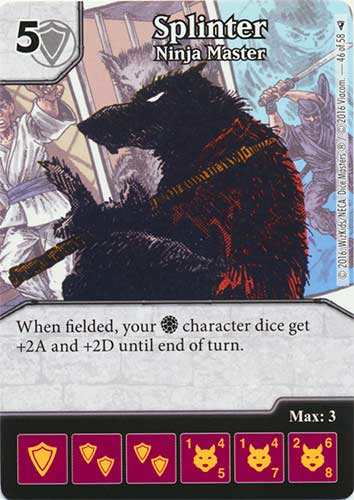 5
Splinter
Ninja Master
© 2016 WizKids/NECA. Dice Masters ® / © 2016 Viacom. — 46 of 58
When fielded, your character dice get
+2A and +2D until end of turn.
Max: 3
1 4 5
1 4 7
2 6 8